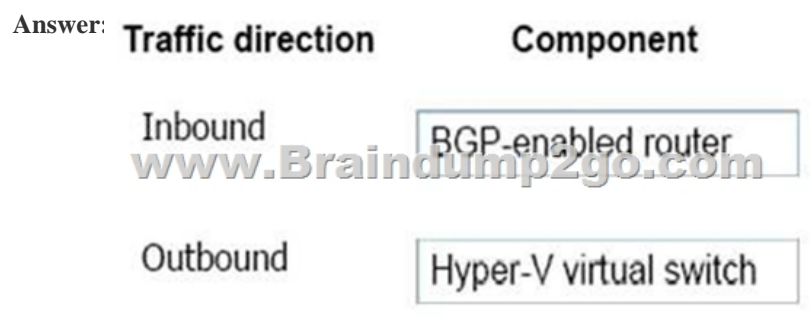 Answer:
Traffic direction Component
Inbound BGP-enabled router
www.Braindump2go.com
Outbound Hyper-V virtual switch